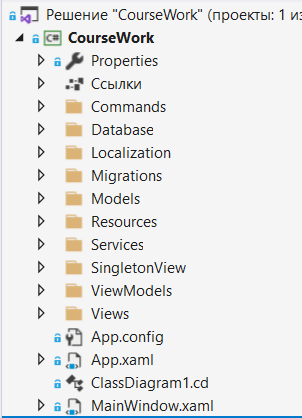 Решение "CourseWork" (проекты: 1 из
CourseWork
Properties
Ссылки
Commands
Database
Localization
Migrations
Models
Resources
Services
SingletonView
ViewModels
Views
App.config
App.xaml
ClassDiagram1.cd
MainWindow.xaml